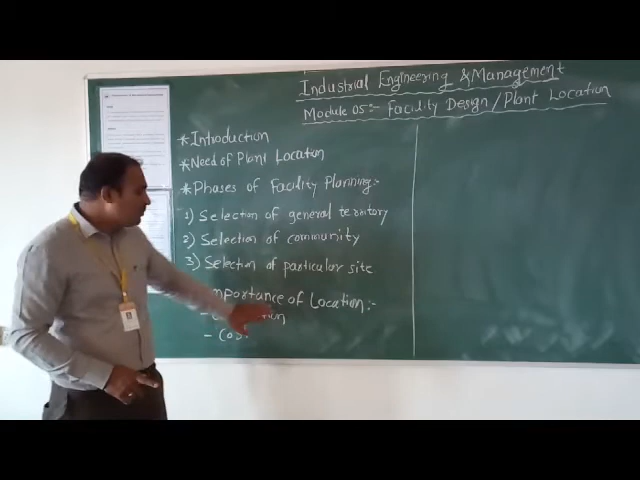 Industrial Engineering & Management
Module 05:- Facility Design / Plant Location
* Introduction
* Need of Plant Location
* Phases of Facility Planning:-
1) Selection of general territory
2) Selection of community
3) Selection of particular site
of Location:-
-
-